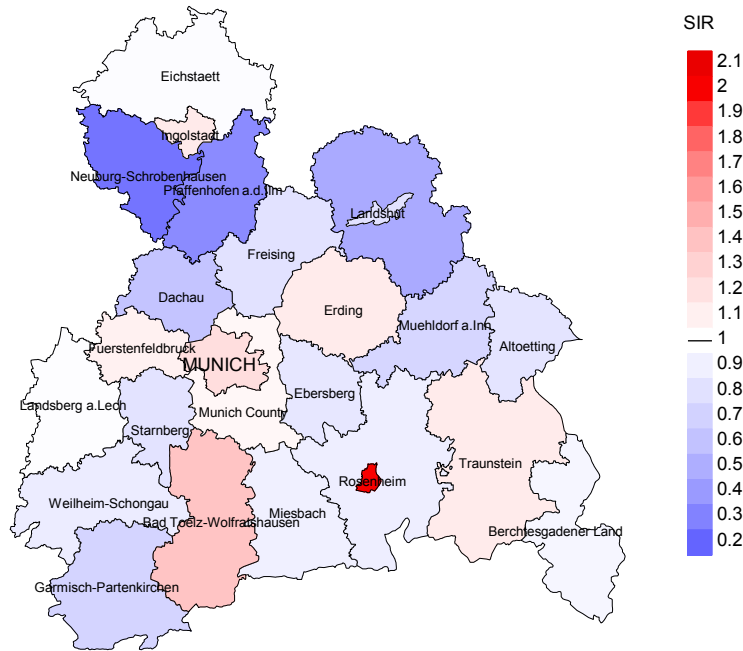 SIR
2.1
2
1.9
1.8
1.7
1.6
1.5
1.4
1.3
1.2
1.1
1
0.9
0.8
0.7
0.6
0.5
0.4
0.3
0.2
Eichstaett
Ingolstadt
Neuburg-Schrobenhausen
Pfaffenhofen a.d.Ilm
Landshut
Freising
Dachau
Erding
Muehldorf a.Inn
Altoetting
Fuerstenfeldbruck
MUNICH
Ebersberg
Landsberg a.Lech
Munich County
Starnberg
Traunstein
Rosenheim
Weilheim-Schongau
Miesbach
Bad Toelz-Wolfratshausen
Berchtesgadener Land
Garmisch-Partenkirchen